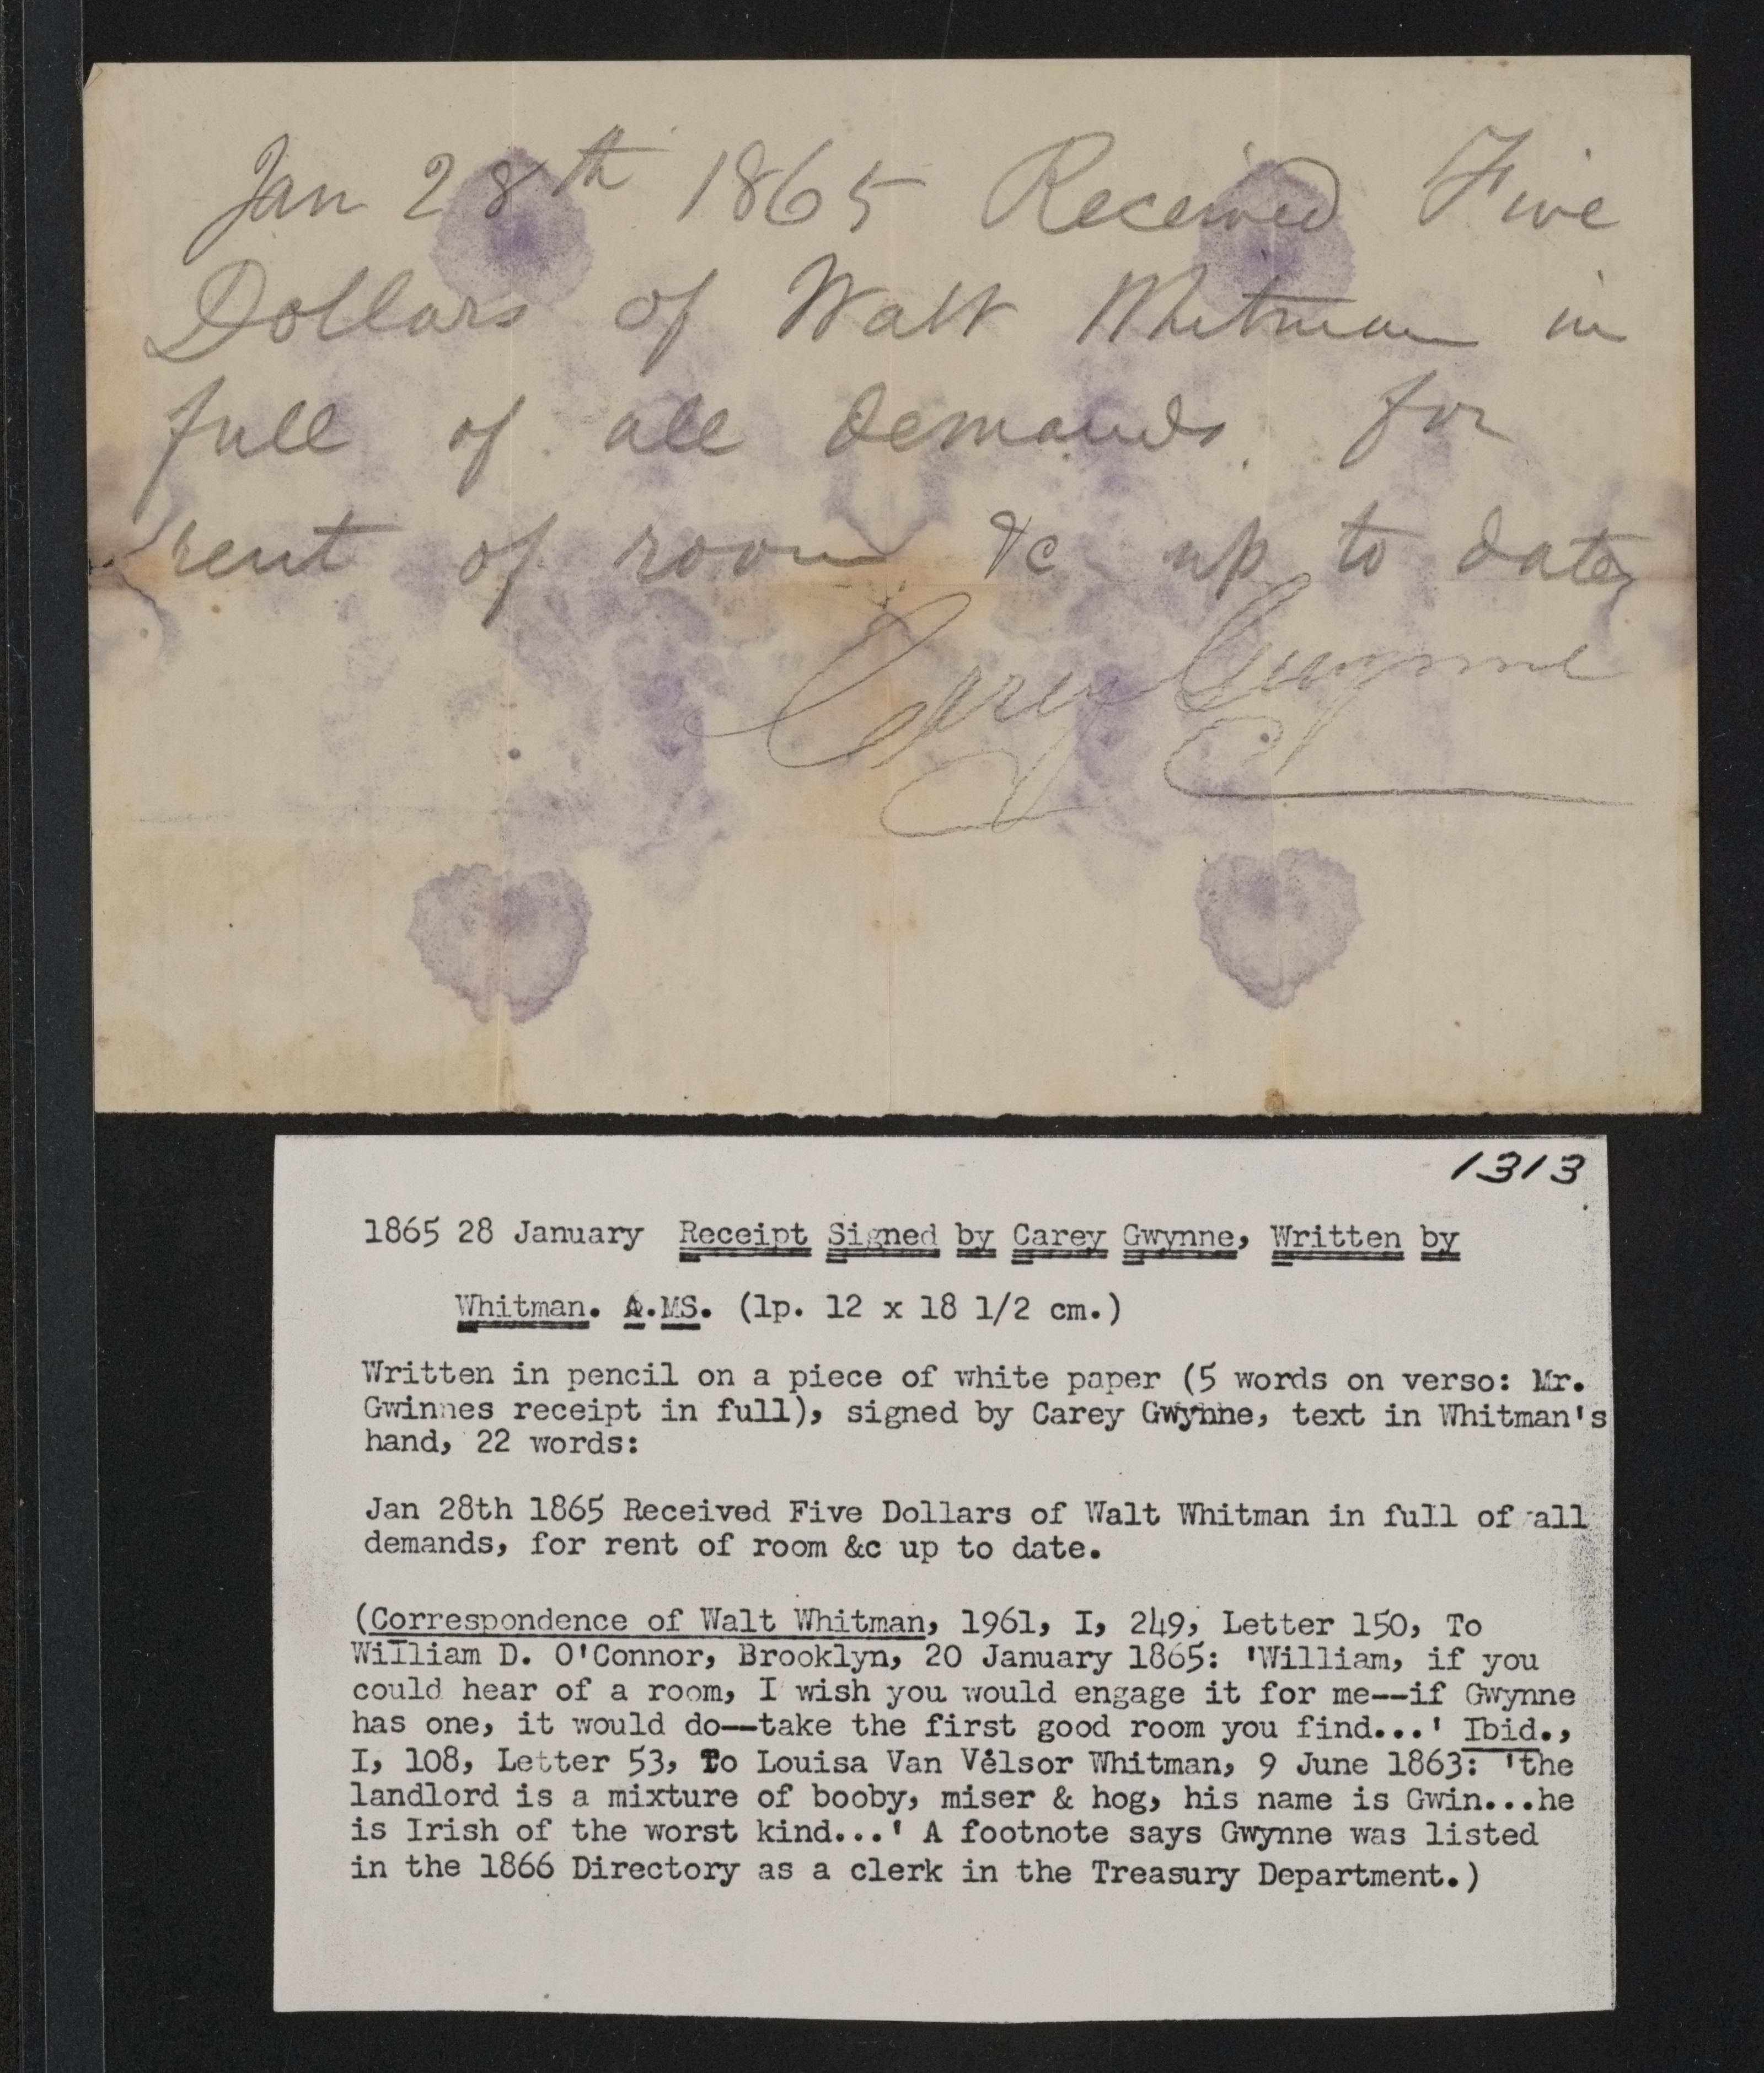 Jan 28th 1865 Received Five
Dollars of Walt Whitman in
full of all demands, for
rent of room &c up to date
Carey Gwynne
1313
1865 28 January Receipt Signed by Carey Gwynne, Written by
Whitman. A.MS. (1p. 12 x 18 1/2 cm.)
Written in pencil on a piece of white paper (5 words on verso: Mr.
Gwinnes receipt in full), signed by Carey Gwynne, text in Whitman's
hand, 22 words:
Jan 28th 1865 Received Five Dollars of Walt Whitman in full of all
demands, for rent of room &c up to date.
(Correspondence of Walt Whitman, 1961, I, 249, Letter 150, To
William D. O'Connor, Brooklyn, 20 January 1865: 'William, if you
could hear of a room, I wish you would engage it for me--if Gwynne
has one, it would do--take the first good room you find...' Ibid.,
I, 108, Letter 53, To Louisa Van Velsor Whitman, 9 June 1863: 'the
landlord is a mixture of booby, miser & hog, his name is Gwin...he
is Irish of the worst kind...' A footnote says Gwynne was listed
in the 1866 Directory as a clerk in the Treasury Department.)